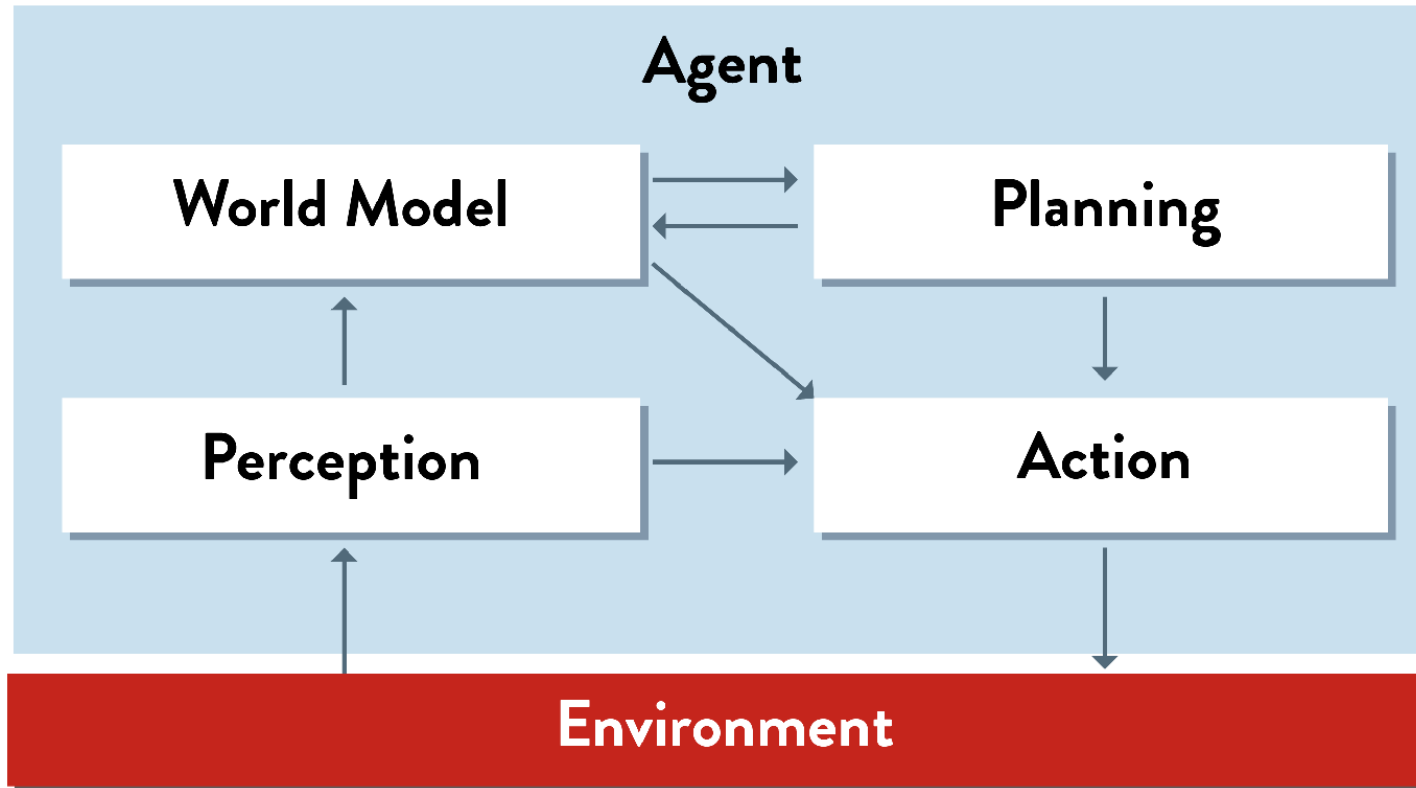 Agent
World Model
Planning
Perception
Action
Environment